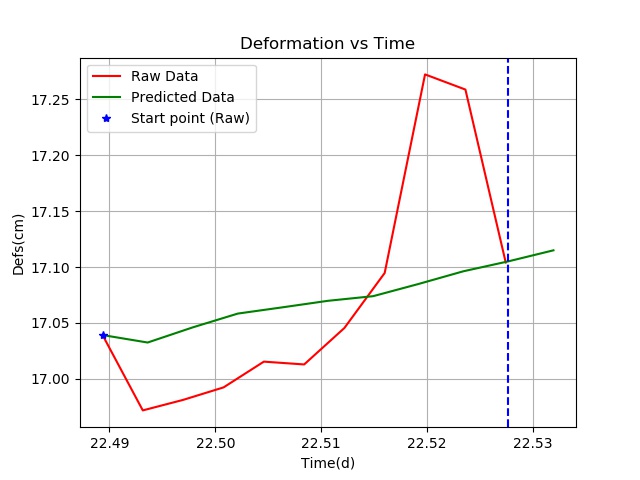 Deformation vs Time
Raw Data
Predicted Data
Start point (Raw)
17.25
17.20
17.15
17.10
17.05
17.00
Defs(cm)
22.49 22.50 22.51 22.52 22.53
Time(d)